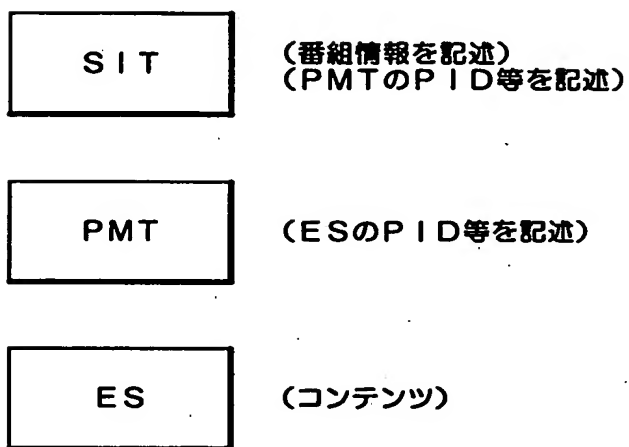 SIT
(番組情報を記述)
(PMTのPID等を記述)
PMT
(ESのPID等を記述)
ES
(コンテンツ)